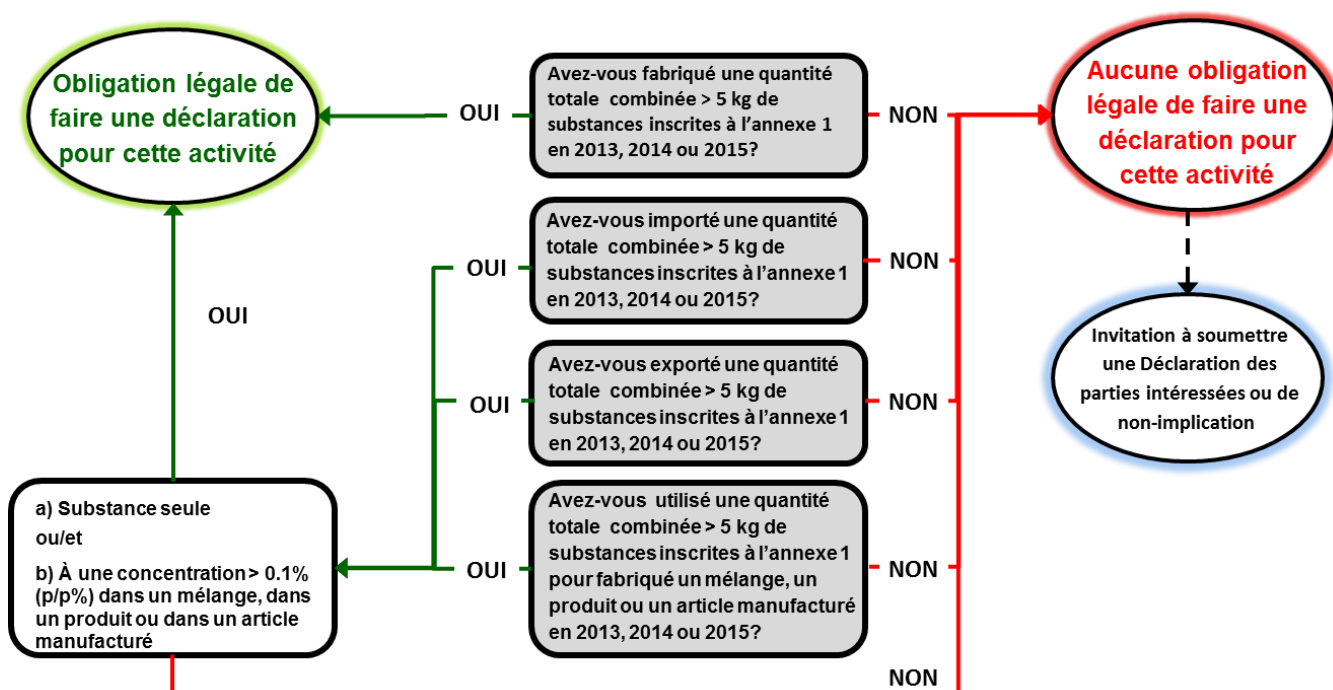 Obligation légale de
faire une déclaration
pour cette activité
OUI
Avez-vous fabriqué une quantité
totale combinée > 5 kg de
substances inscrites à l'annexe 1
en 2013, 2014 ou 2015?
NON
Aucune obligation
légale de faire une
déclaration pour
cette activité
OUI
Avez-vous importé une quantité
totale combinée > 5 kg de
substances inscrites à l'annexe 1
en 2013, 2014 ou 2015?
NON
OUI
Invitation à soumettre
une Déclaration des
parties intéressées ou de
non-implication
OUI
Avez-vous exporté une quantité
totale combinée > 5 kg de
substances inscrites à l'annexe 1
en 2013, 2014 ou 2015?
NON
a) Substance seule
ou/et
b) À une concentration > 0.1%
(p/p%) dans un mélange, dans
un produit ou dans un article
manufacturé
OUI
Avez-vous utilisé une quantité
totale combinée > 5 kg de
substances inscrites à l'annexe 1
pour fabriqué un mélange, un
produit ou un article manufacturé
en 2013, 2014 ou 2015?
NON
NON